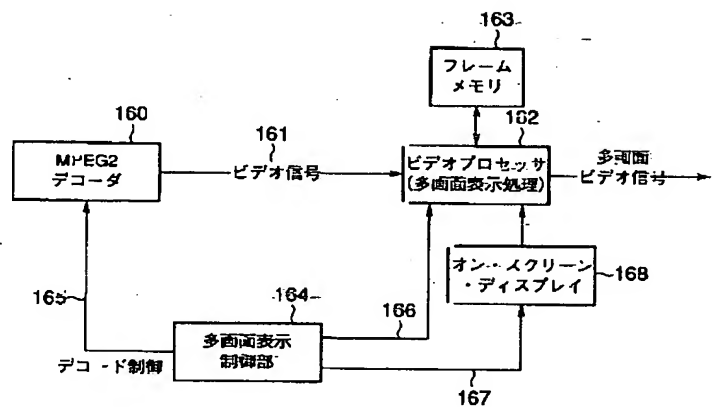 163
フレーム
メモリ
160
161
162
MPEG2
デコーダ
ビデオ信号
ビデオプロセッサ
(多画面表示処理)
多画面
ビデオ信号
165
164
166
オン・スクリーン
・ディスプレイ
168
デコード制御
多画面表示
制御部
167